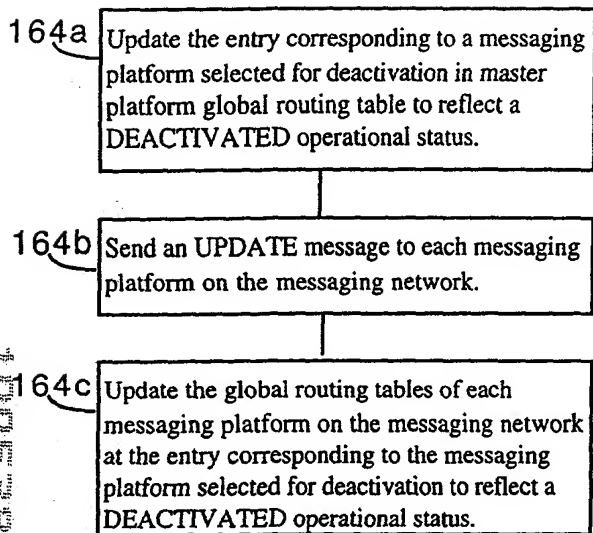 164a Update the entry corresponding to a messaging
platform selected for deactivation in master
platform global routing table to reflect a
DEACTIVATED operational status.
164b Send an UPDATE message to each messaging
platform on the messaging network.
164c Update the global routing tables of each
messaging platform on the messaging network
at the entry corresponding to the messaging
platform selected for deactivation to reflect a
DEACTIVATED operational status.